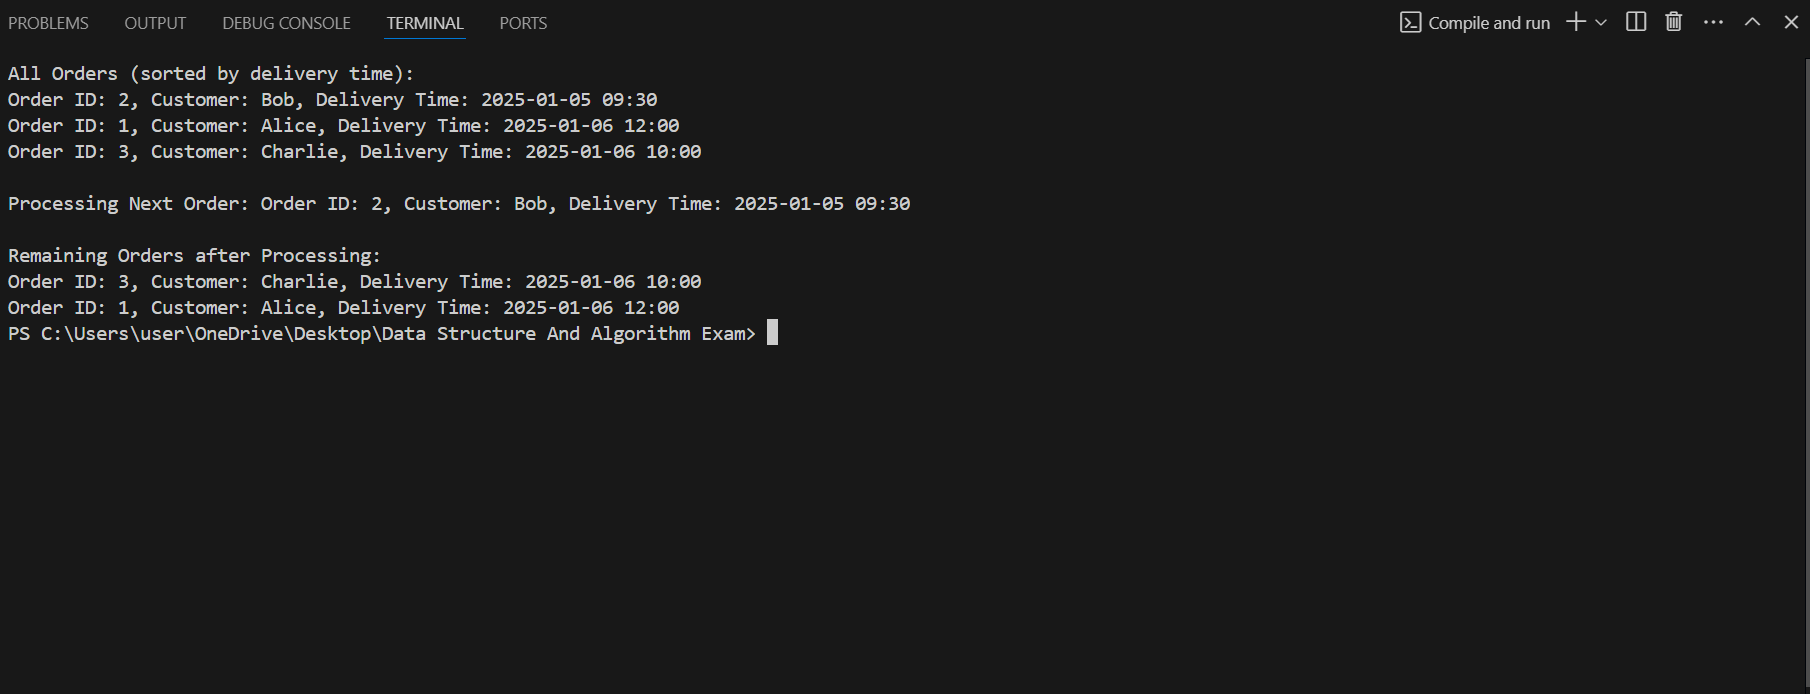 PROBLEMS OUTPUT DEBUG CONSOLE TERMINAL PORTS Compile and run
All Orders (sorted by delivery time):
Order ID: 2, Customer: Bob, Delivery Time: 2025-01-05 09:30
Order ID: 1, Customer: Alice, Delivery Time: 2025-01-06 12:00
Order ID: 3, Customer: Charlie, Delivery Time: 2025-01-06 10:00
Processing Next Order: Order ID: 2, Customer: Bob, Delivery Time: 2025-01-05 09:30
Remaining Orders after Processing:
Order ID: 3, Customer: Charlie, Delivery Time: 2025-01-06 10:00
Order ID: 1, Customer: Alice, Delivery Time: 2025-01-06 12:00
PS C:\Users\user\OneDrive\Desktop\Data Structure And Algorithm Exam>